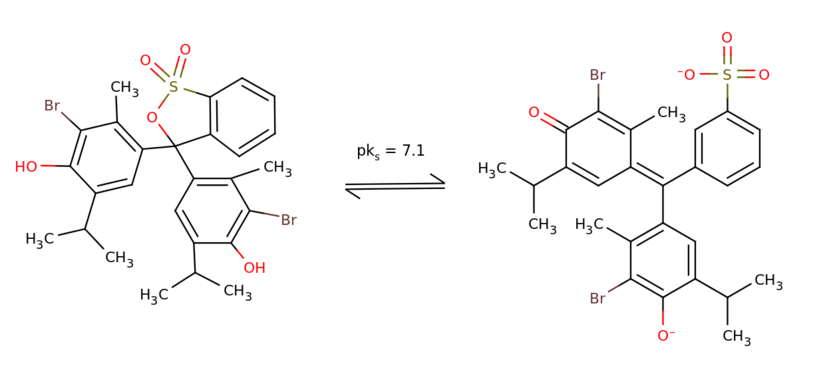 O O
S
CH₃
Br
O
HO
CH₃
Br
OH
H₃C
CH₃
H₃C
CH₃
pkₛ = 7.1
O
⁻O S O
Br
O
CH₃
H₃C
CH₃
H₃C
Br
CH₃
O⁻
CH₃